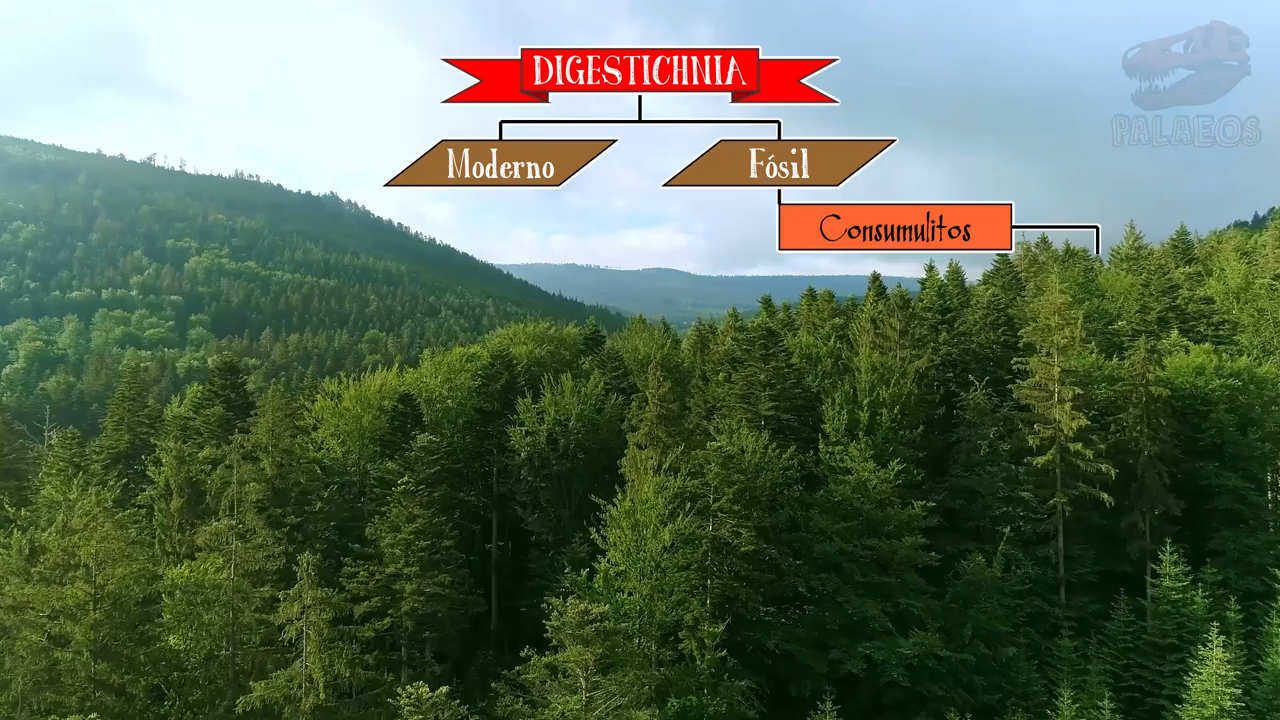 DIGESTICHNIA
PALAEOS
Moderno
Fósil
Consumulitos